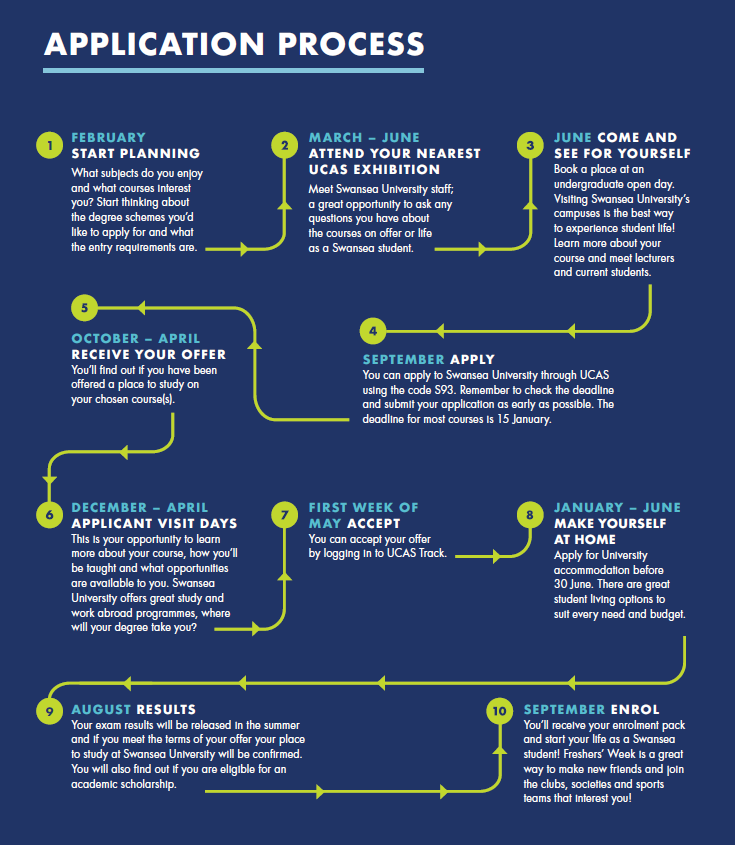 APPLICATION PROCESS
1
FEBRUARY
START PLANNING
What subjects do you enjoy
and what courses interest
you? Start thinking about
the degree schemes you'd
like to apply for and what
the entry requirements are.
2
MARCH – JUNE
ATTEND YOUR NEAREST
UCAS EXHIBITION
Meet Swansea University staff;
a great opportunity to ask any
questions you have about
the courses on offer or life
as a Swansea student.
3
JUNE COME AND
SEE FOR YOURSELF
Book a place at an
undergraduate open day.
Visiting Swansea University's
campuses is the best way
to experience student life!
Learn more about your
course and meet lecturers
and current students.
4
SEPTEMBER APPLY
You can apply to Swansea University through UCAS
using the code S93. Remember to check the deadline
and submit your application as early as possible. The
deadline for most courses is 15 January.
5
OCTOBER – APRIL
RECEIVE YOUR OFFER
You'll find out if you have been
offered a place to study on
your chosen course(s).
6
DECEMBER – APRIL
APPLICANT VISIT DAYS
This is your opportunity to learn
more about your course, how you'll
be taught and what opportunities
are available to you. Swansea
University offers great study and
work abroad programmes, where
will your degree take you?
7
FIRST WEEK OF
MAY ACCEPT
You can accept your offer
by logging in to UCAS Track.
8
JANUARY – JUNE
MAKE YOURSELF
AT HOME
Apply for University
accommodation before
30 June. There are great
student living options to
suit every need and budget.
9
AUGUST RESULTS
Your exam results will be released in the summer
and if you meet the terms of your offer your place
to study at Swansea University will be confirmed.
You will also find out if you are eligible for an
academic scholarship.
10
SEPTEMBER ENROL
You'll receive your enrolment pack
and start your life as a Swansea
student! Freshers' Week is a great
way to make new friends and join
the clubs, societies and sports
teams that interest you!